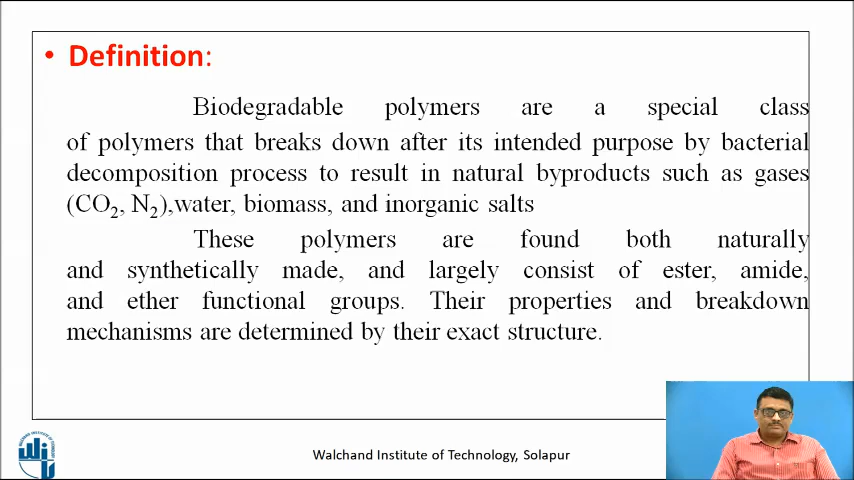 • Definition:
Biodegradable polymers are a special class
of polymers that breaks down after its intended purpose by bacterial
decomposition process to result in natural byproducts such as gases
(CO₂, N₂),water, biomass, and inorganic salts
These polymers are found both naturally
and synthetically made, and largely consist of ester, amide,
and ether functional groups. Their properties and breakdown
mechanisms are determined by their exact structure.
Walchand Institute of Technology, Solapur